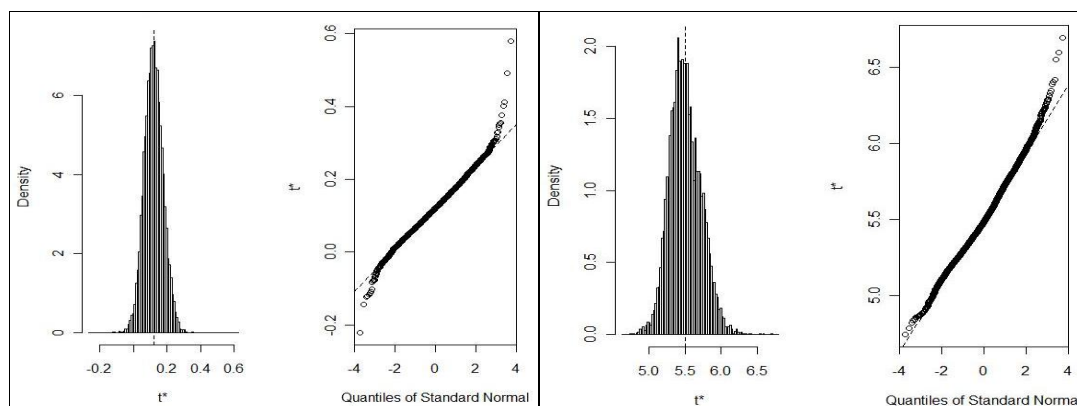 Density
6
4
2
0
-0.2 0.2 0.6
t*
t*
0.6
0.4
0.2
0.0
-0.2
-4 -2 0 2 4
Quantiles of Standard Normal
Density
2.0
1.5
1.0
0.5
0.0
5.0 5.5 6.0 6.5
t*
t*
6.5
6.0
5.5
5.0
-4 -2 0 2 4
Quantiles of Standard Norma